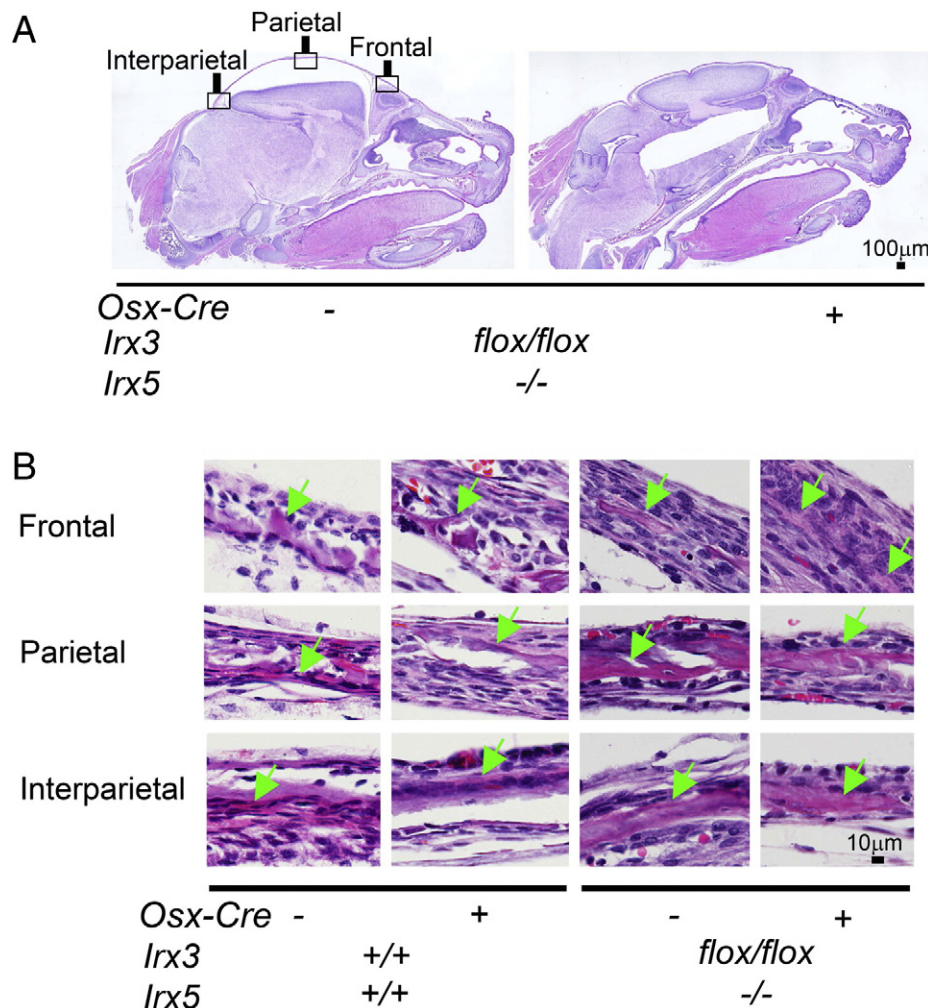 A
Parietal
Interparietal
Frontal
100μm
Osx-Cre - +
Irx3 flox/flox
Irx5 -/-
B
Frontal
Parietal
Interparietal
10μm
Osx-Cre - + - +
Irx3 +/+ flox/flox
Irx5 +/+ -/-